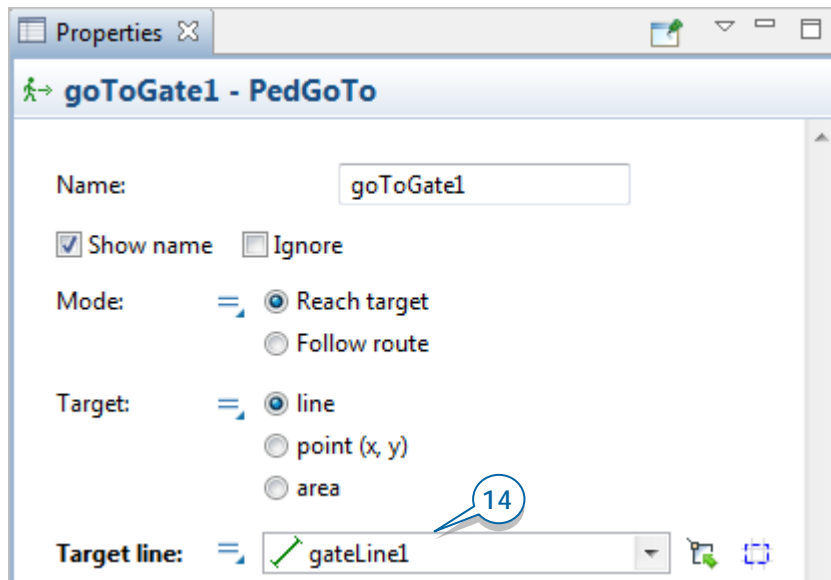 Properties
goToGate1 - PedGoTo
Name: goToGate1
Show name Ignore
Mode: Reach target
Follow route
Target: line
point (x, y)
area
14
Target line: gateLine1